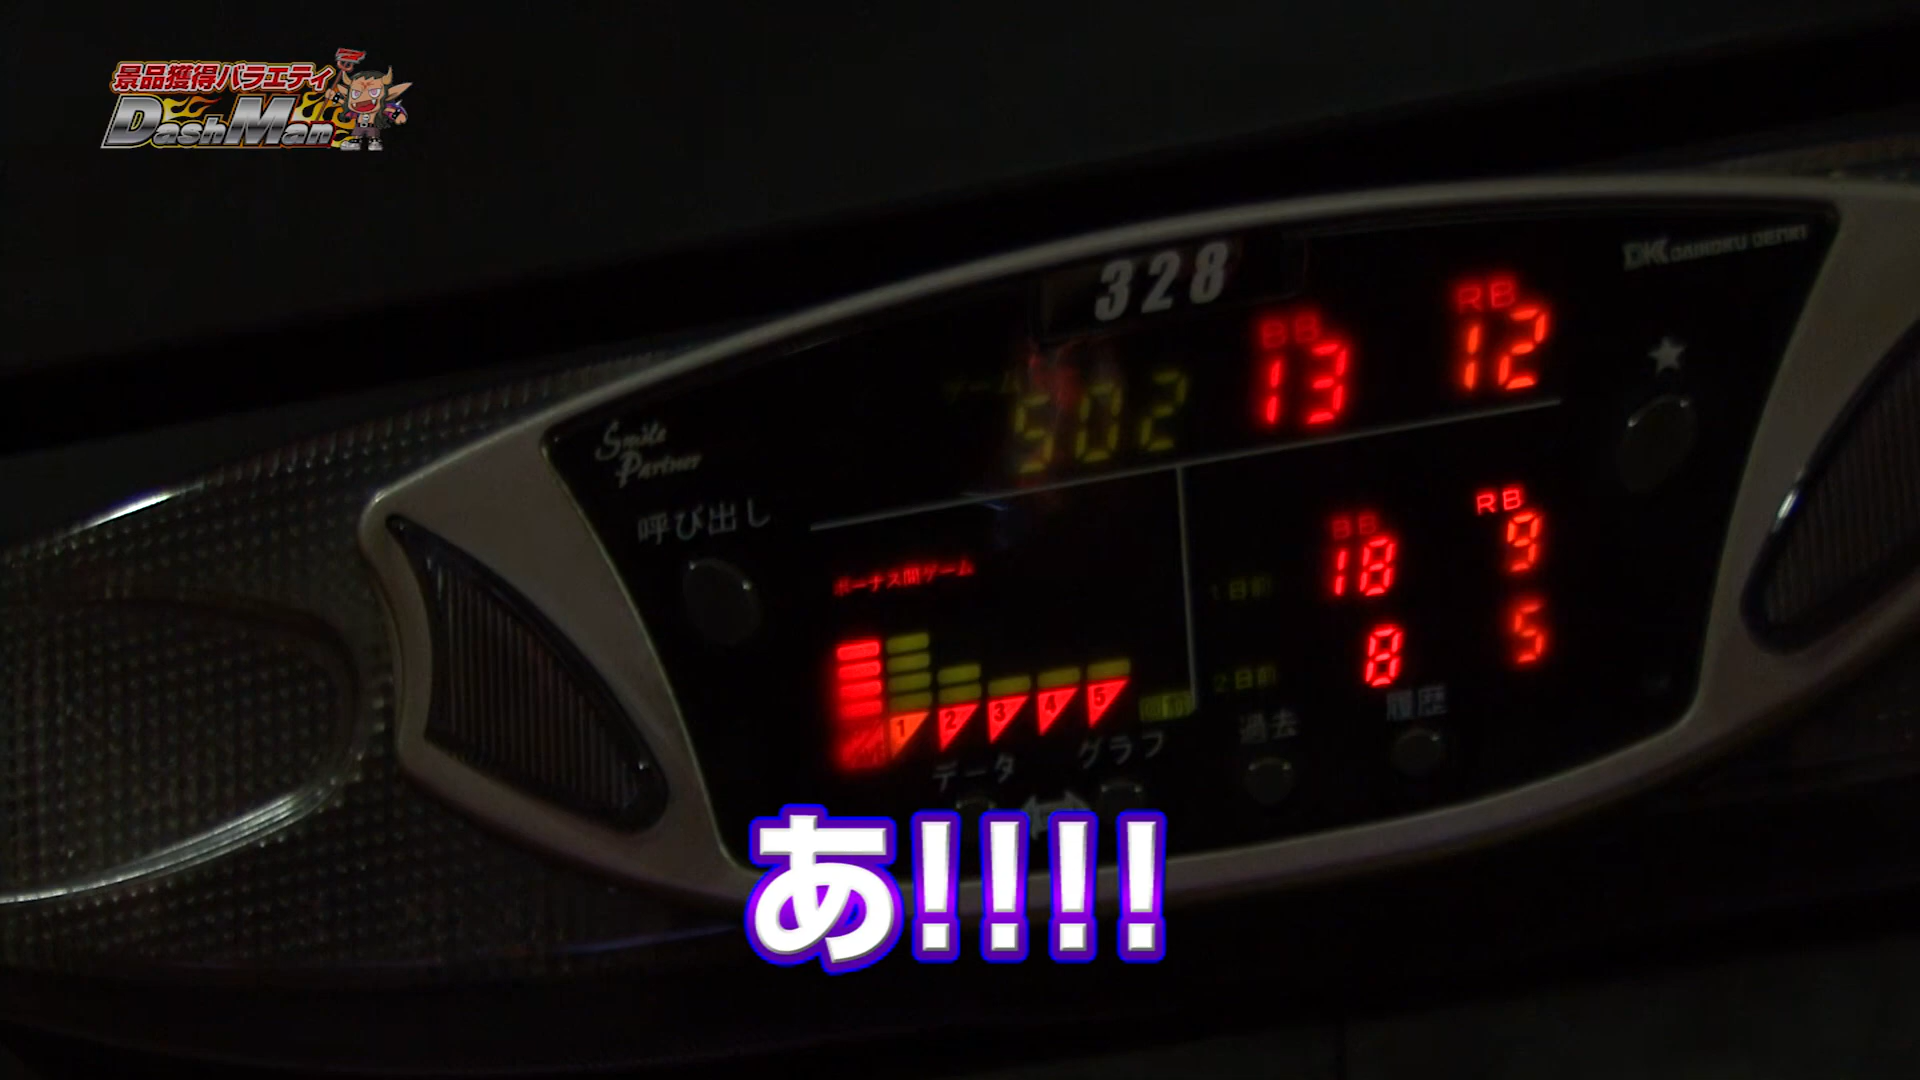 景品獲得バラエティ
DashMan
328
DAIKOKU DENKI
BB RB
ゲーム 502 13 12
Smile
Partner
呼び出し
ボーナス間ゲーム
BB RB
1日前 18 9
2日前 8 5
1 2 3 4 5
データ グラフ 過去 履歴
あ!!!!